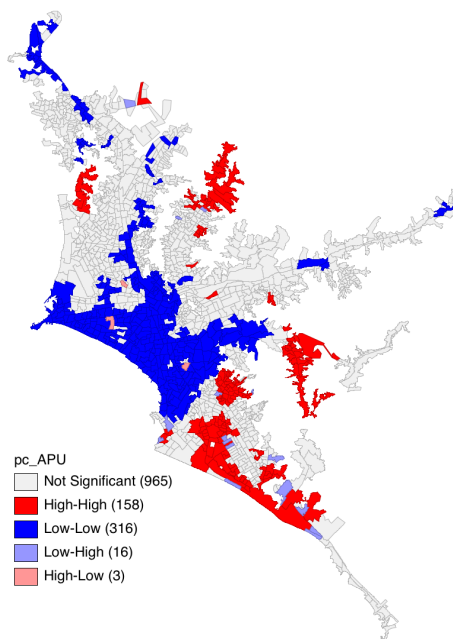 pc_APU
Not Significant (965)
High-High (158)
Low-Low (316)
Low-High (16)
High-Low (3)